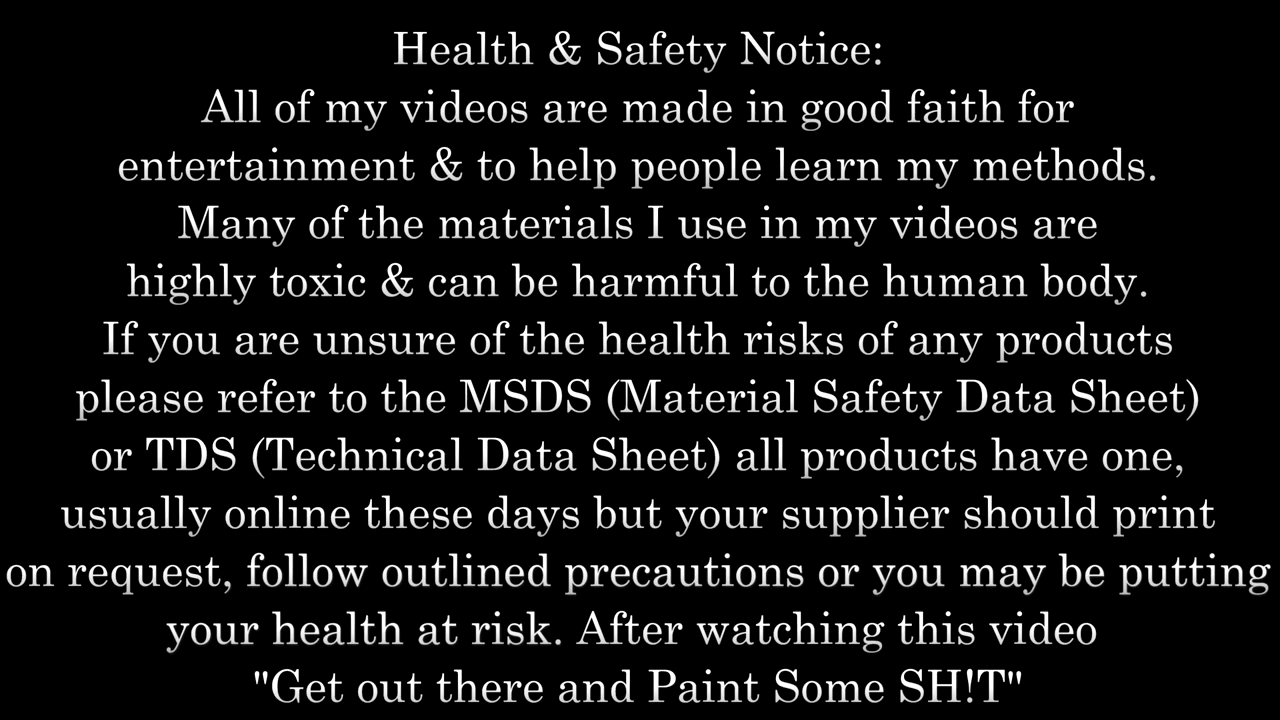 Health & Safety Notice:
All of my videos are made in good faith for
entertainment & to help people learn my methods.
Many of the materials I use in my videos are
highly toxic & can be harmful to the human body.
If you are unsure of the health risks of any products
please refer to the MSDS (Material Safety Data Sheet)
or TDS (Technical Data Sheet) all products have one,
usually online these days but your supplier should print
on request, follow outlined precautions or you may be putting
your health at risk. After watching this video
"Get out there and Paint Some SH!T"